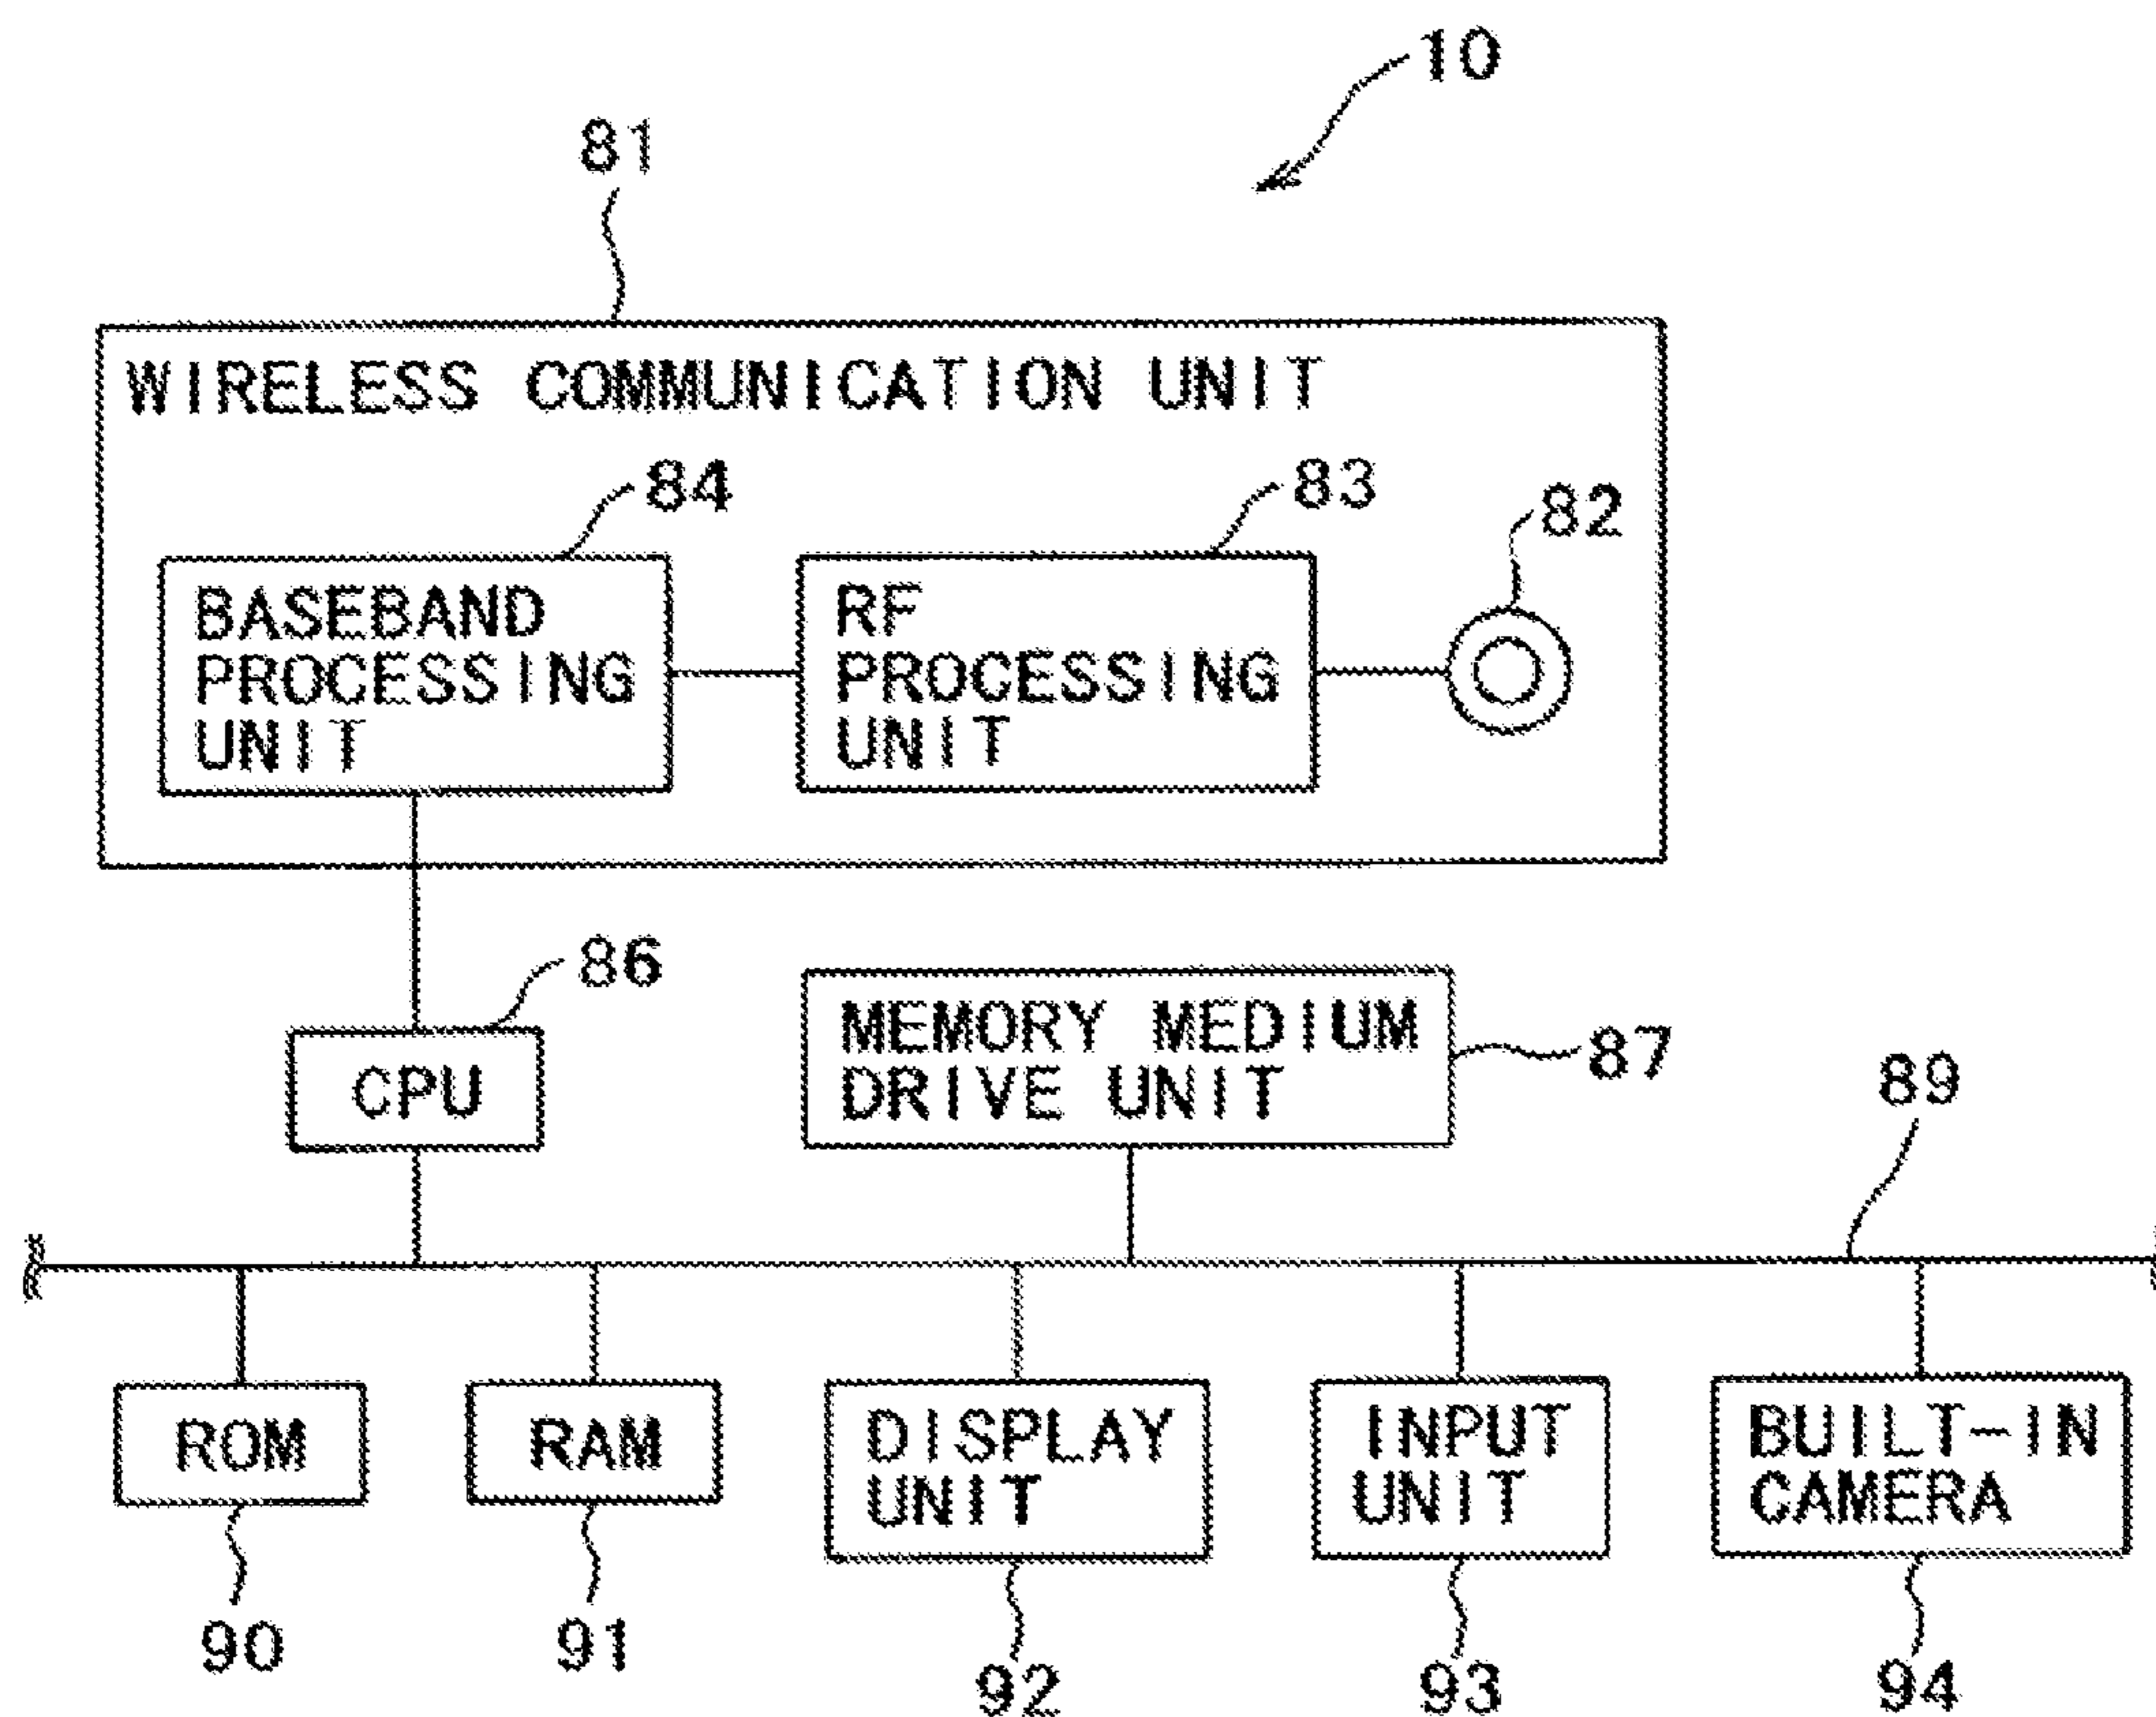 10
81
WIRELESS COMMUNICATION UNIT
84
83
82
BASEBAND
PROCESSING
UNIT
RF
PROCESSING
UNIT
86
CPU
MEMORY MEDIUM
DRIVE UNIT
87
89
ROM
RAM
DISPLAY
UNIT
INPUT
UNIT
BUILT-IN
CAMERA
90
91
92
93
94